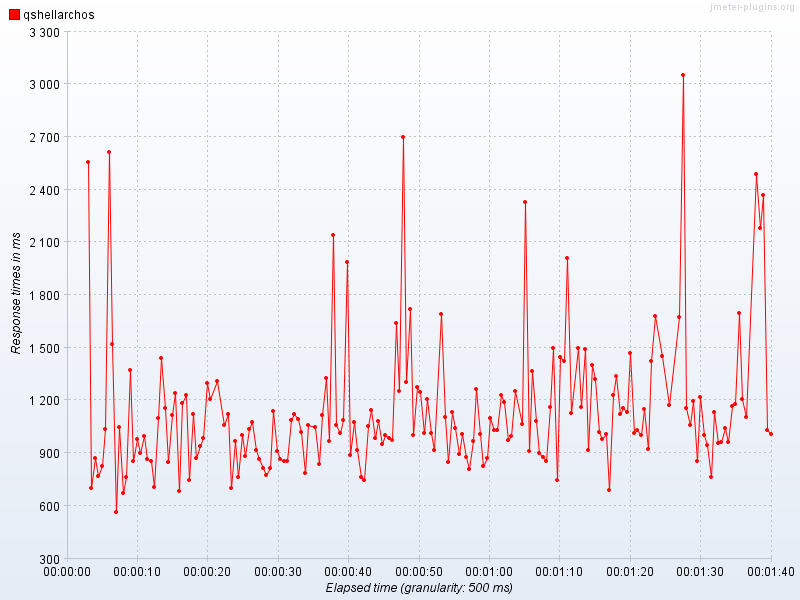 jmeter-plugins.org
qshellarchos
3 300
3 000
2 700
2 400
2 100
1 800
1 500
1 200
900
600
300
Response times in ms
00:00:00 00:00:10 00:00:20 00:00:30 00:00:40 00:00:50 00:01:00 00:01:10 00:01:20 00:01:30 00:01:40
Elapsed time (granularity: 500 ms)